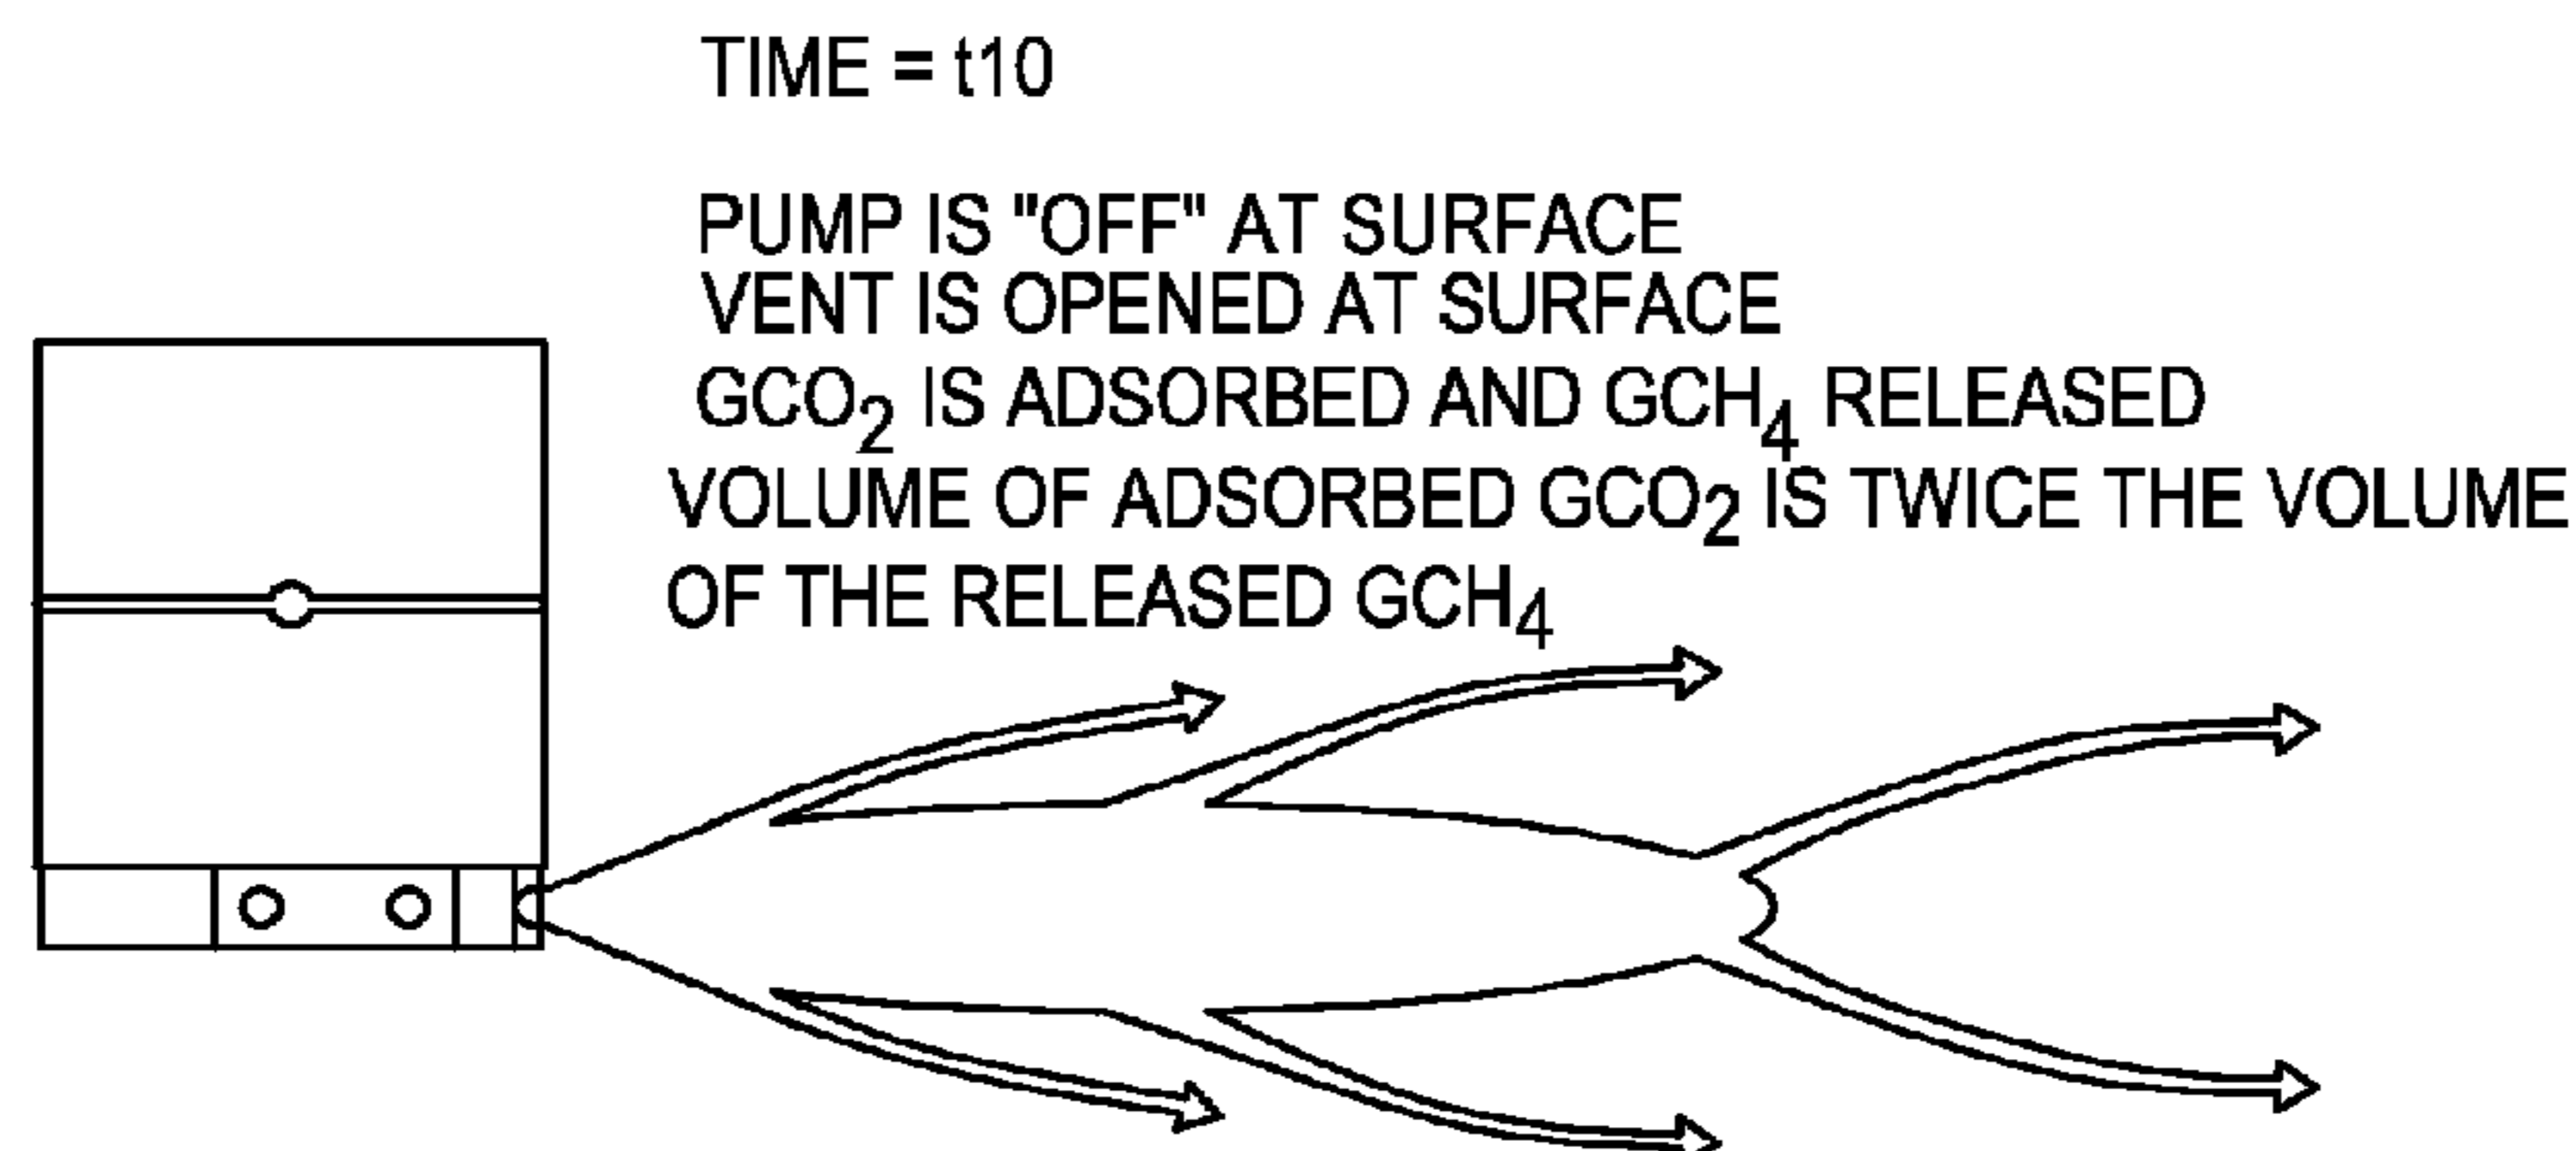 TIME = t10
PUMP IS "OFF" AT SURFACE
VENT IS OPENED AT SURFACE
GCO₂ IS ADSORBED AND GCH₄ RELEASED
VOLUME OF ADSORBED GCO₂ IS TWICE THE VOLUME
OF THE RELEASED GCH₄